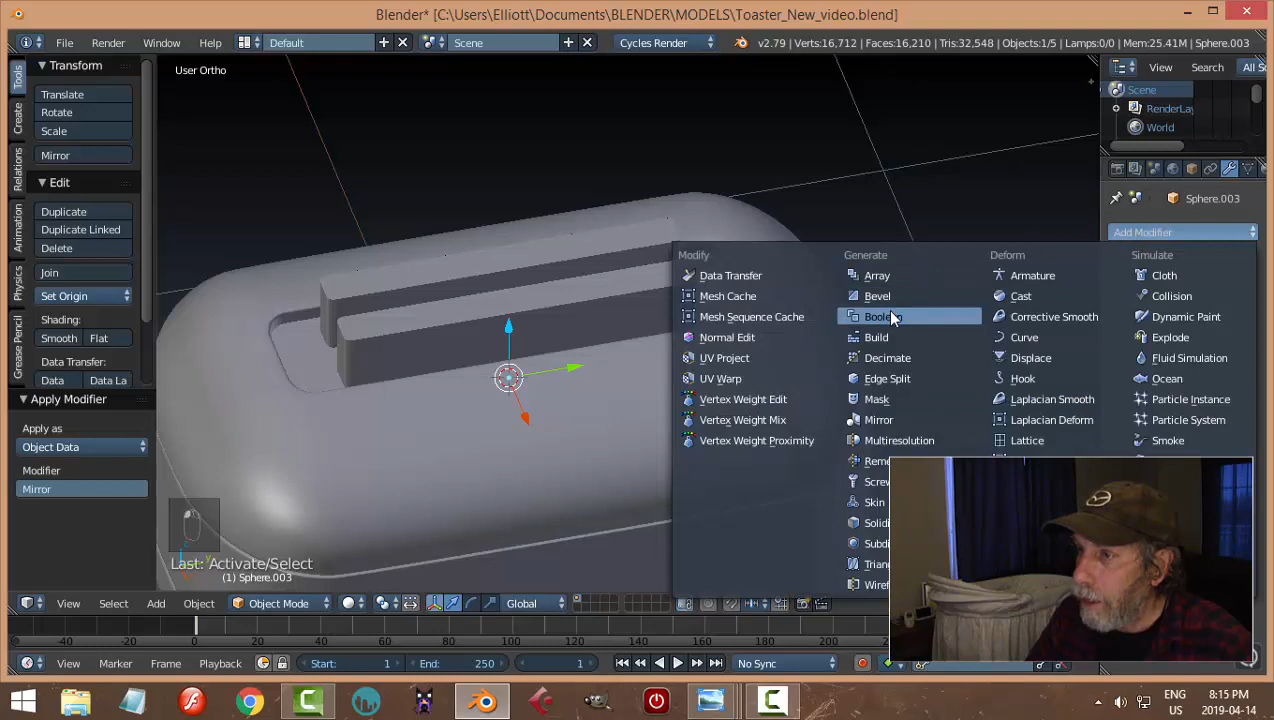 Blender* [C:\Users\Elliott\Documents\BLENDER\MODELS\Toaster_New_video.blend]
File Render Window Help Default Scene Cycles Render v2.79 | Verts:16,712 | Faces:16,210 | Tris:32,548 | Objects:1/5 | Lamps:0/0 | Mem:25.41M | Sphere.003
Tools
Create
Relations
Animation
Physics
Grease Pencil
Transform
Translate
Rotate
Scale
Mirror
Edit
Duplicate
Duplicate Linked
Delete
Join
Set Origin
Shading:
Smooth Flat
Data Transfer:
Data Data La
Apply Modifier
Apply as
Object Data
Modifier
Mirror
User Ortho
Last: Activate/Select
(1) Sphere.003
View Search All S
Scene
RenderLay
World
Sphere.003
Add Modifier
Modify
Data Transfer
Mesh Cache
Mesh Sequence Cache
Normal Edit
UV Project
UV Warp
Vertex Weight Edit
Vertex Weight Mix
Vertex Weight Proximity
Generate
Array
Bevel
Boolean
Build
Decimate
Edge Split
Mask
Mirror
Multiresolution
Reme
Screw
Skin
Solidi
Subdi
Triang
Wiref
Deform
Armature
Cast
Corrective Smooth
Curve
Displace
Hook
Laplacian Smooth
Laplacian Deform
Lattice
Simulate
Cloth
Collision
Dynamic Paint
Explode
Fluid Simulation
Ocean
Particle Instance
Particle System
Smoke
View Select Add Object Object Mode Global
-40 -20 0 20 40 60 80 100 120 140 160 180 200
View Marker Frame Playback Start: 1 End: 250 1 No Sync
ENG 8:15 PM
US 2019-04-14